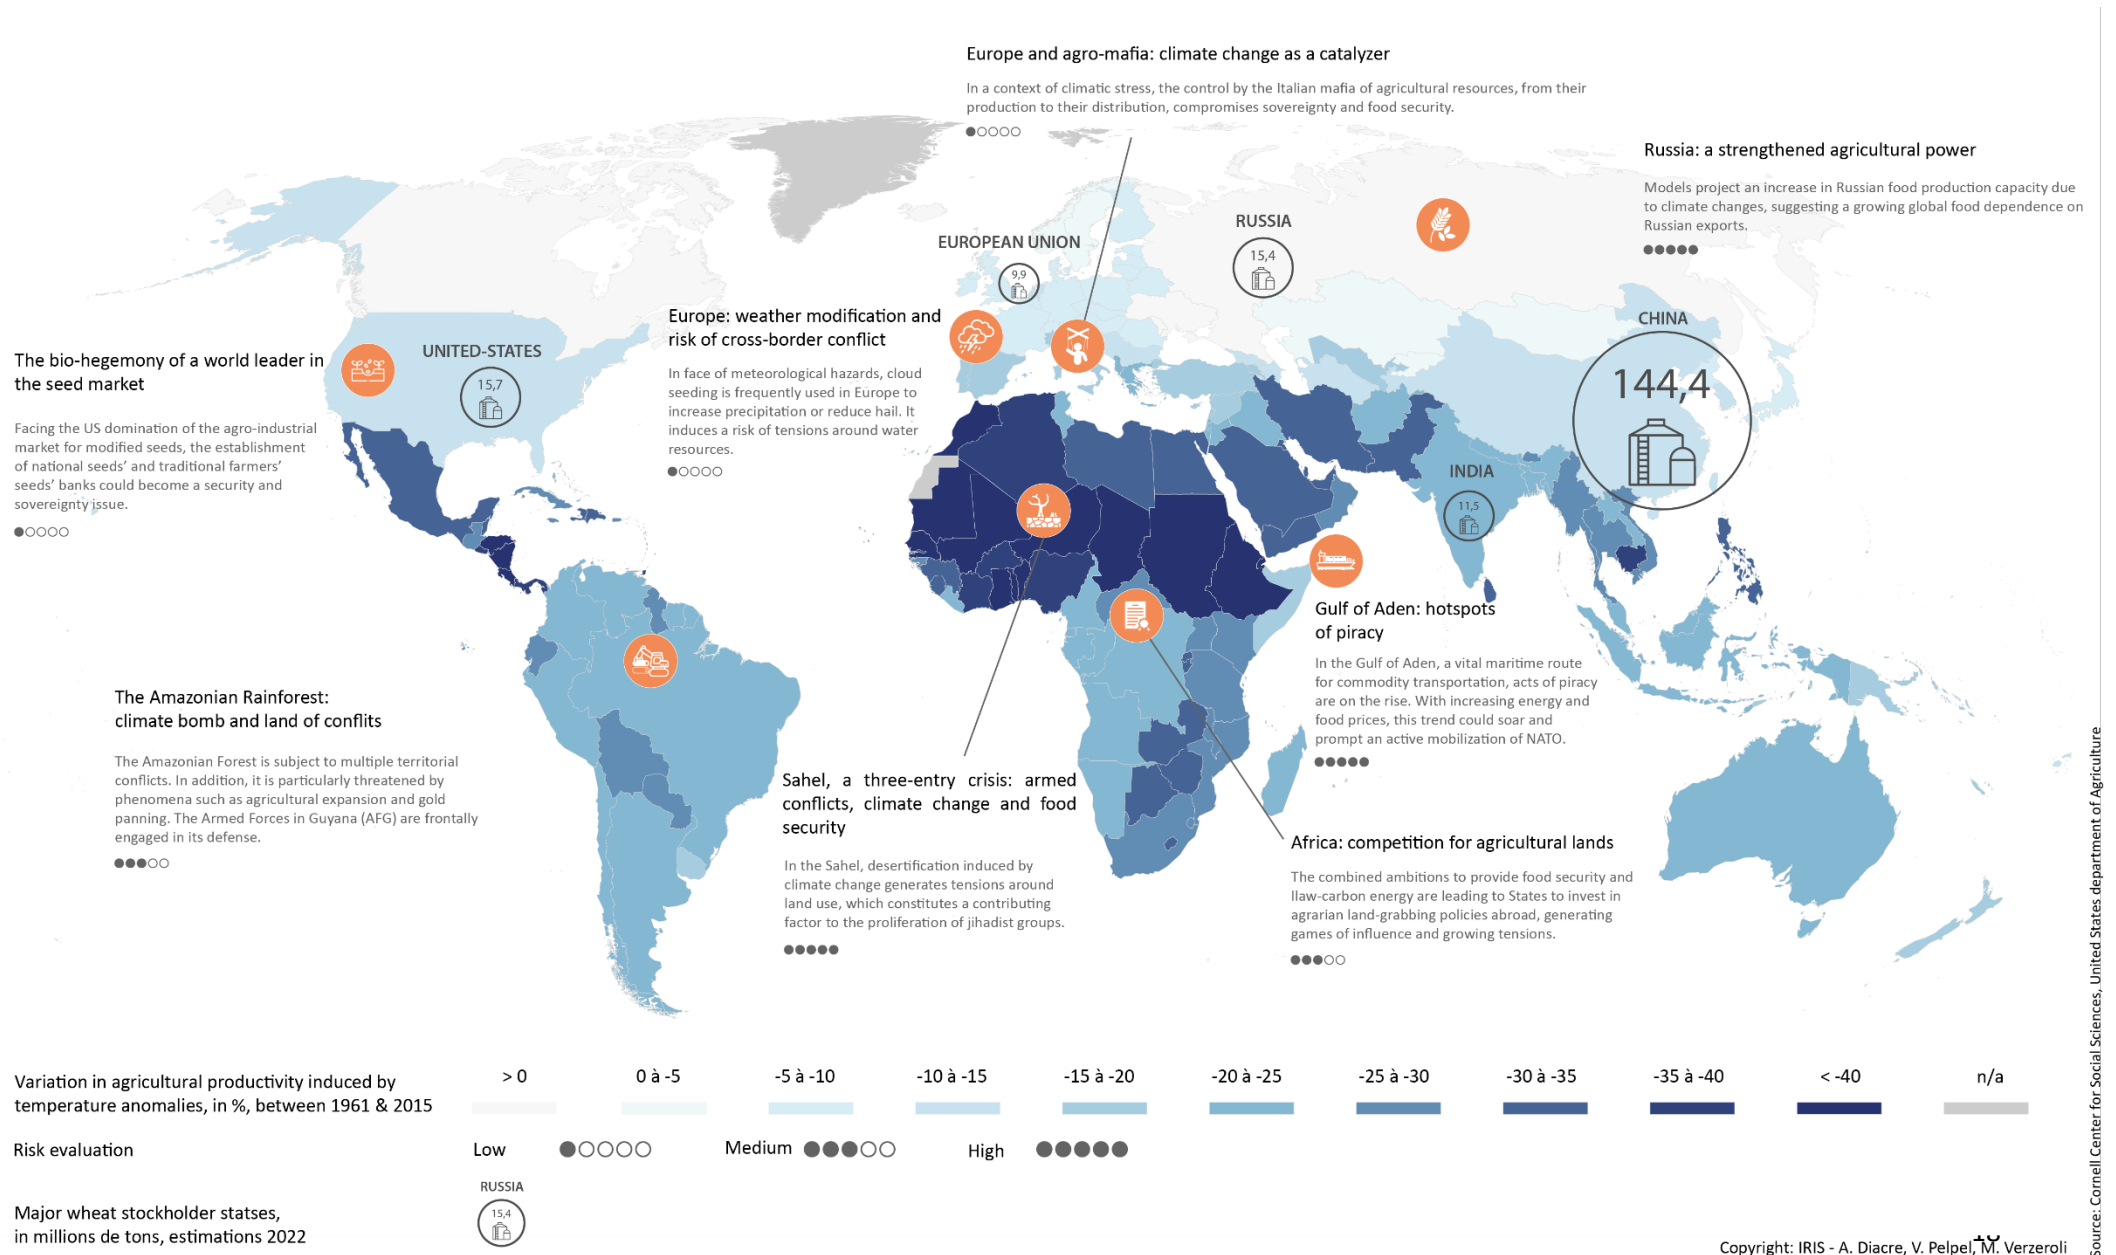 Europe and agro-mafia: climate change as a catalyzer
In a context of climatic stress, the control by the Italian mafia of agricultural resources, from their
production to their distribution, compromises sovereignty and food security.
Russia: a strengthened agricultural power
Models project an increase in Russian food production capacity due
to climate changes, suggesting a growing global food dependence on
Russian exports.
RUSSIA
15,4
EUROPEAN UNION
9,9
CHINA
144,4
Europe: weather modification and
risk of cross-border conflict
In face of meteorological hazards, cloud
seeding is frequently used in Europe to
increase precipitation or reduce hail. It
induces a risk of tensions around water
resources.
UNITED-STATES
15,7
The bio-hegemony of a world leader in
the seed market
Facing the US domination of the agro-industrial
market for modified seeds, the establishment
of national seeds' and traditional farmers'
seeds' banks could become a security and
sovereignty issue.
INDIA
11,5
Gulf of Aden: hotspots
of piracy
In the Gulf of Aden, a vital maritime route
for commodity transportation, acts of piracy
are on the rise. With increasing energy and
food prices, this trend could soar and
prompt an active mobilization of NATO.
The Amazonian Rainforest:
climate bomb and land of conflits
The Amazonian Forest is subject to multiple territorial
conflicts. In addition, it is particularly threatened by
phenomena such as agricultural expansion and gold
panning. The Armed Forces in Guyana (AFG) are frontally
engaged in its defense.
Sahel, a three-entry crisis: armed
conflicts, climate change and food
security
In the Sahel, desertification induced by
climate change generates tensions around
land use, which constitutes a contributing
factor to the proliferation of jihadist groups.
Africa: competition for agricultural lands
The combined ambitions to provide food security and
llaw-carbon energy are leading to States to invest in
agrarian land-grabbing policies abroad, generating
games of influence and growing tensions.
Variation in agricultural productivity induced by
temperature anomalies, in %, between 1961 & 2015
> 0
0 à -5
-5 à -10
-10 à -15
-15 à -20
-20 à -25
-25 à -30
-30 à -35
-35 à -40
< -40
n/a
Risk evaluation
Low
Medium
High
RUSSIA
15,4
Major wheat stockholder statses,
in millions de tons, estimations 2022
Source: Cornell Center for Social Sciences, United States department of Agriculture
Copyright: IRIS - A. Diacre, V. Pelpel, M. Verzeroli